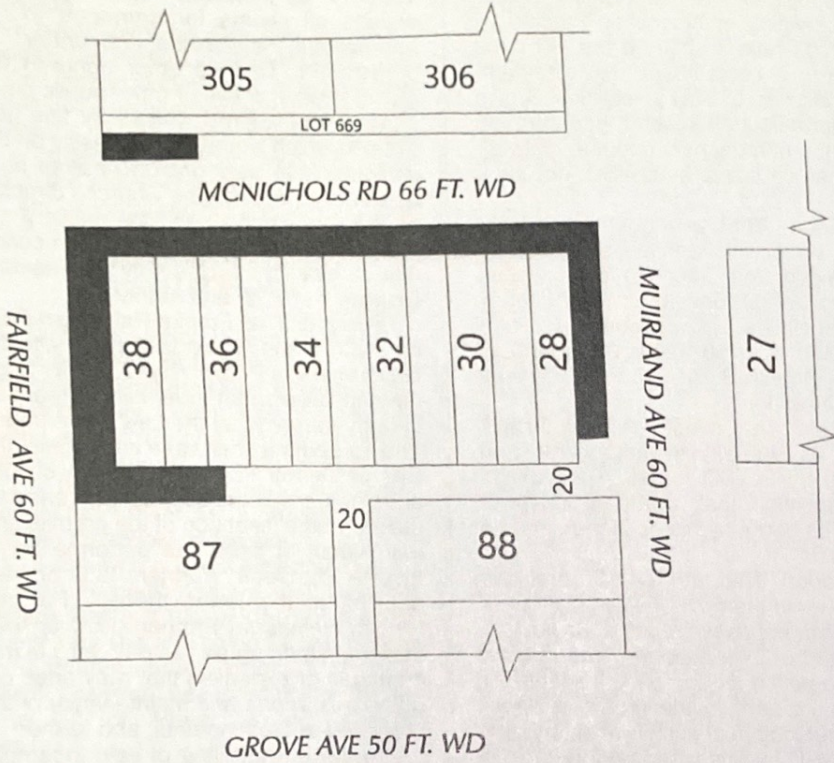 305 306
LOT 669
MCNICHOLS RD 66 FT. WD
FAIRFIELD AVE 60 FT. WD
38 36 34 32 30 28
MUIRLAND AVE 60 FT. WD
27
20
20
87 88
GROVE AVE 50 FT. WD